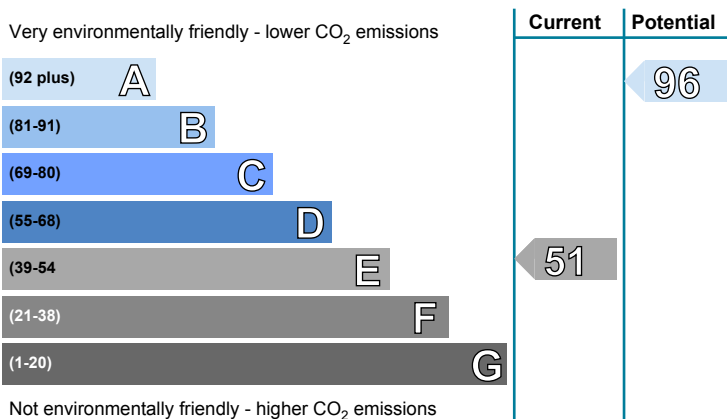 Current Potential
Very environmentally friendly - lower CO2 emissions
(92 plus) A 96
(81-91) B
(69-80) C
(55-68) D
(39-54 E 51
(21-38) F
(1-20) G
Not environmentally friendly - higher CO2 emissions